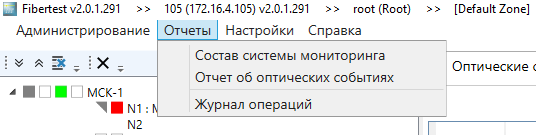 Fibertest v2.0.1.291 >> 105 (172.16.4.105) v2.0.1.291 >> root (Root) >> [Default Zone]
Администрирование Отчеты Настройки Справка
Состав системы мониторинга
Отчет об оптических событиях
Журнал операций
Оптические
МСК-1
N1 :
N2